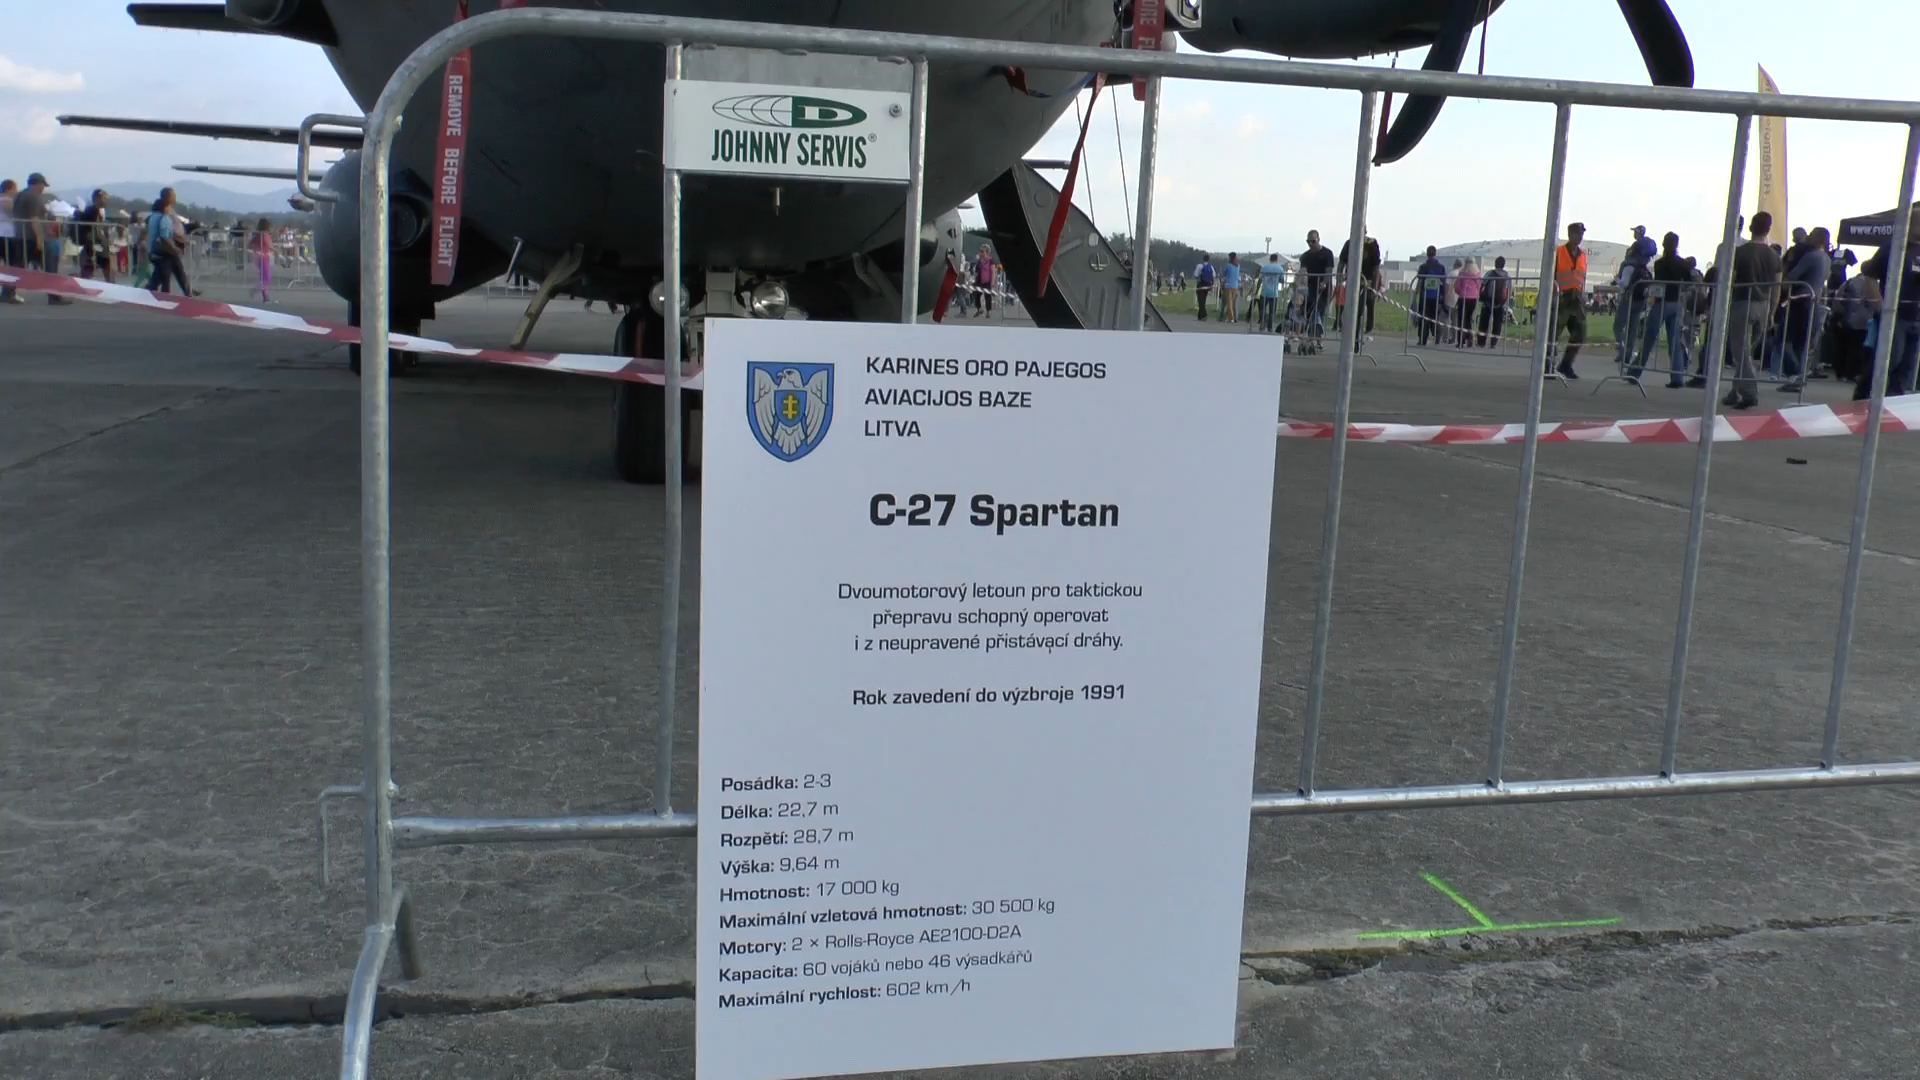 REMOVE BEFORE FLIGHT
JOHNNY SERVIS®
KARINES ORO PAJEGOS
AVIACIJOS BAZE
LITVA
C-27 Spartan
Dvoumotorový letoun pro taktickou
přepravu schopný operovat
i z neupravené přistávací dráhy.
Rok zavedení do výzbroje 1991
Posádka: 2-3
Délka: 22,7 m
Rozpětí: 28,7 m
Výška: 9,64 m
Hmotnost: 17 000 kg
Maximální vzletová hmotnost: 30 500 kg
Motory: 2 × Rolls-Royce AE2100-D2A
Kapacita: 60 vojáků nebo 46 výsadkářů
Maximální rychlost: 602 km/h